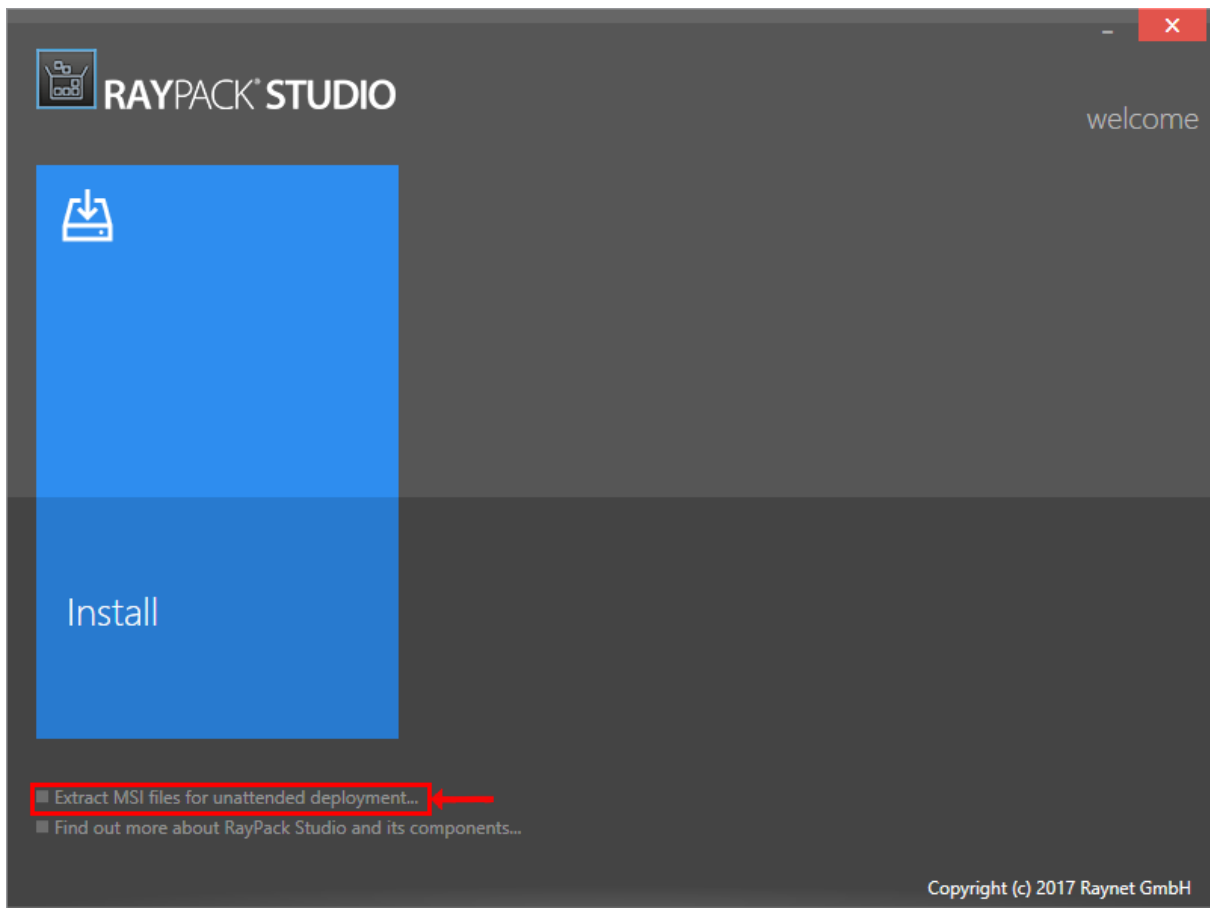 RAYPACK® STUDIO
welcome
Install
Extract MSI files for unattended deployment...
Find out more about RayPack Studio and its components...
Copyright (c) 2017 Raynet GmbH